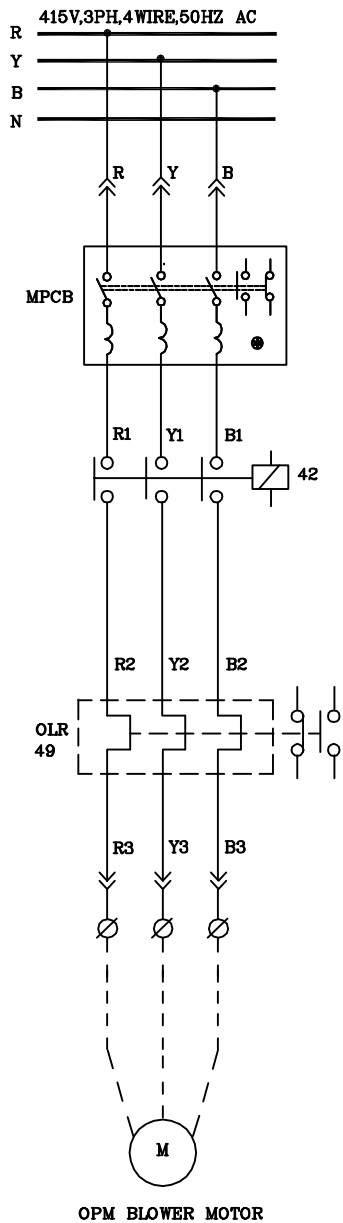 415V,3PH,4WIRE,50HZ AC
R
Y
B
N
R Y B
MPCB
R1 Y1 B1
42
R2 Y2 B2
OLR
49
R3 Y3 B3
M
OPM BLOWER MOTOR